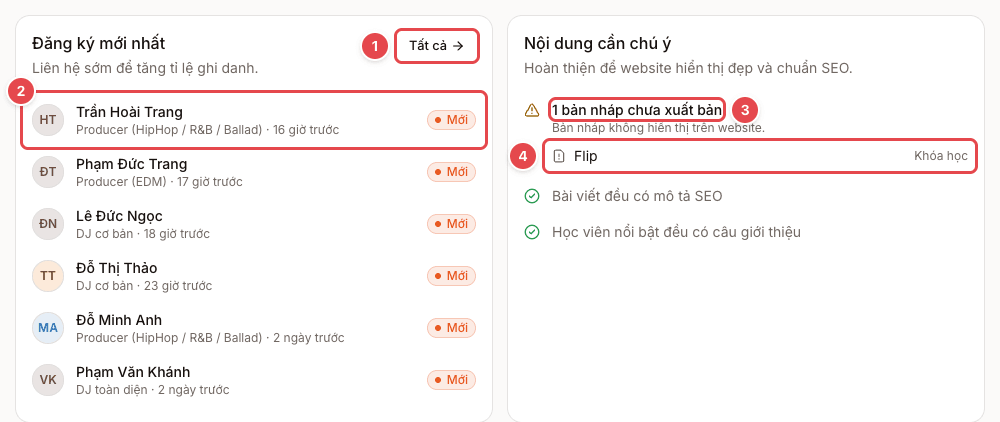 Đăng ký mới nhất
1
Tất cả →
Liên hệ sớm để tăng tỉ lệ ghi danh.
2
HT
Trần Hoài Trang
Mới
Producer (HipHop / R&B / Ballad) · 16 giờ trước
ĐT
Phạm Đức Trang
Mới
Producer (EDM) · 17 giờ trước
ĐN
Lê Đức Ngọc
Mới
DJ cơ bản · 18 giờ trước
TT
Đỗ Thị Thảo
Mới
DJ cơ bản · 23 giờ trước
MA
Đỗ Minh Anh
Mới
Producer (HipHop / R&B / Ballad) · 2 ngày trước
VK
Phạm Văn Khánh
Mới
DJ toàn diện · 2 ngày trước
Nội dung cần chú ý
Hoàn thiện để website hiển thị đẹp và chuẩn SEO.
1 bản nháp chưa xuất bản
3
Bản nháp không hiển thị trên website.
4
Flip
Khóa học
Bài viết đều có mô tả SEO
Học viên nổi bật đều có câu giới thiệu